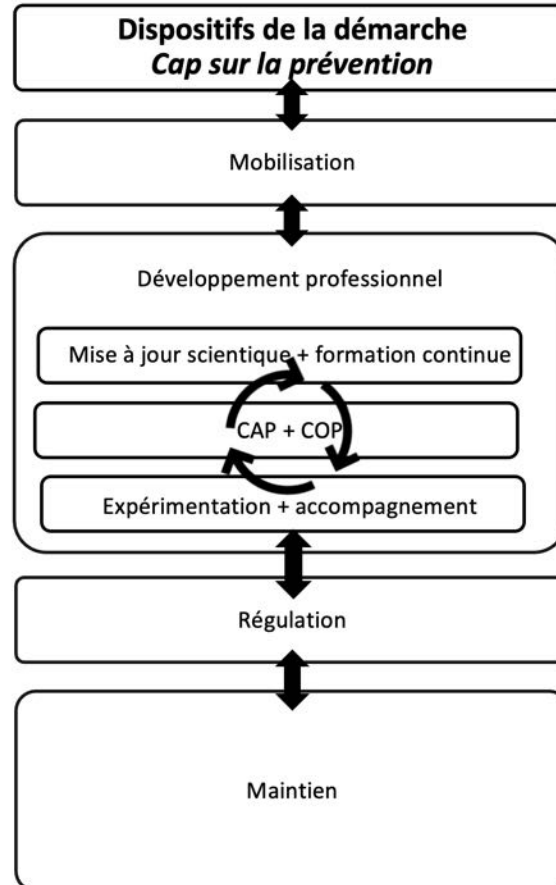 Dispositifs de la démarche
Cap sur la prévention
Mobilisation
Développement professionnel
Mise à jour scientique + formation continue
CAP + COP
Expérimentation + accompagnement
Régulation
Maintien